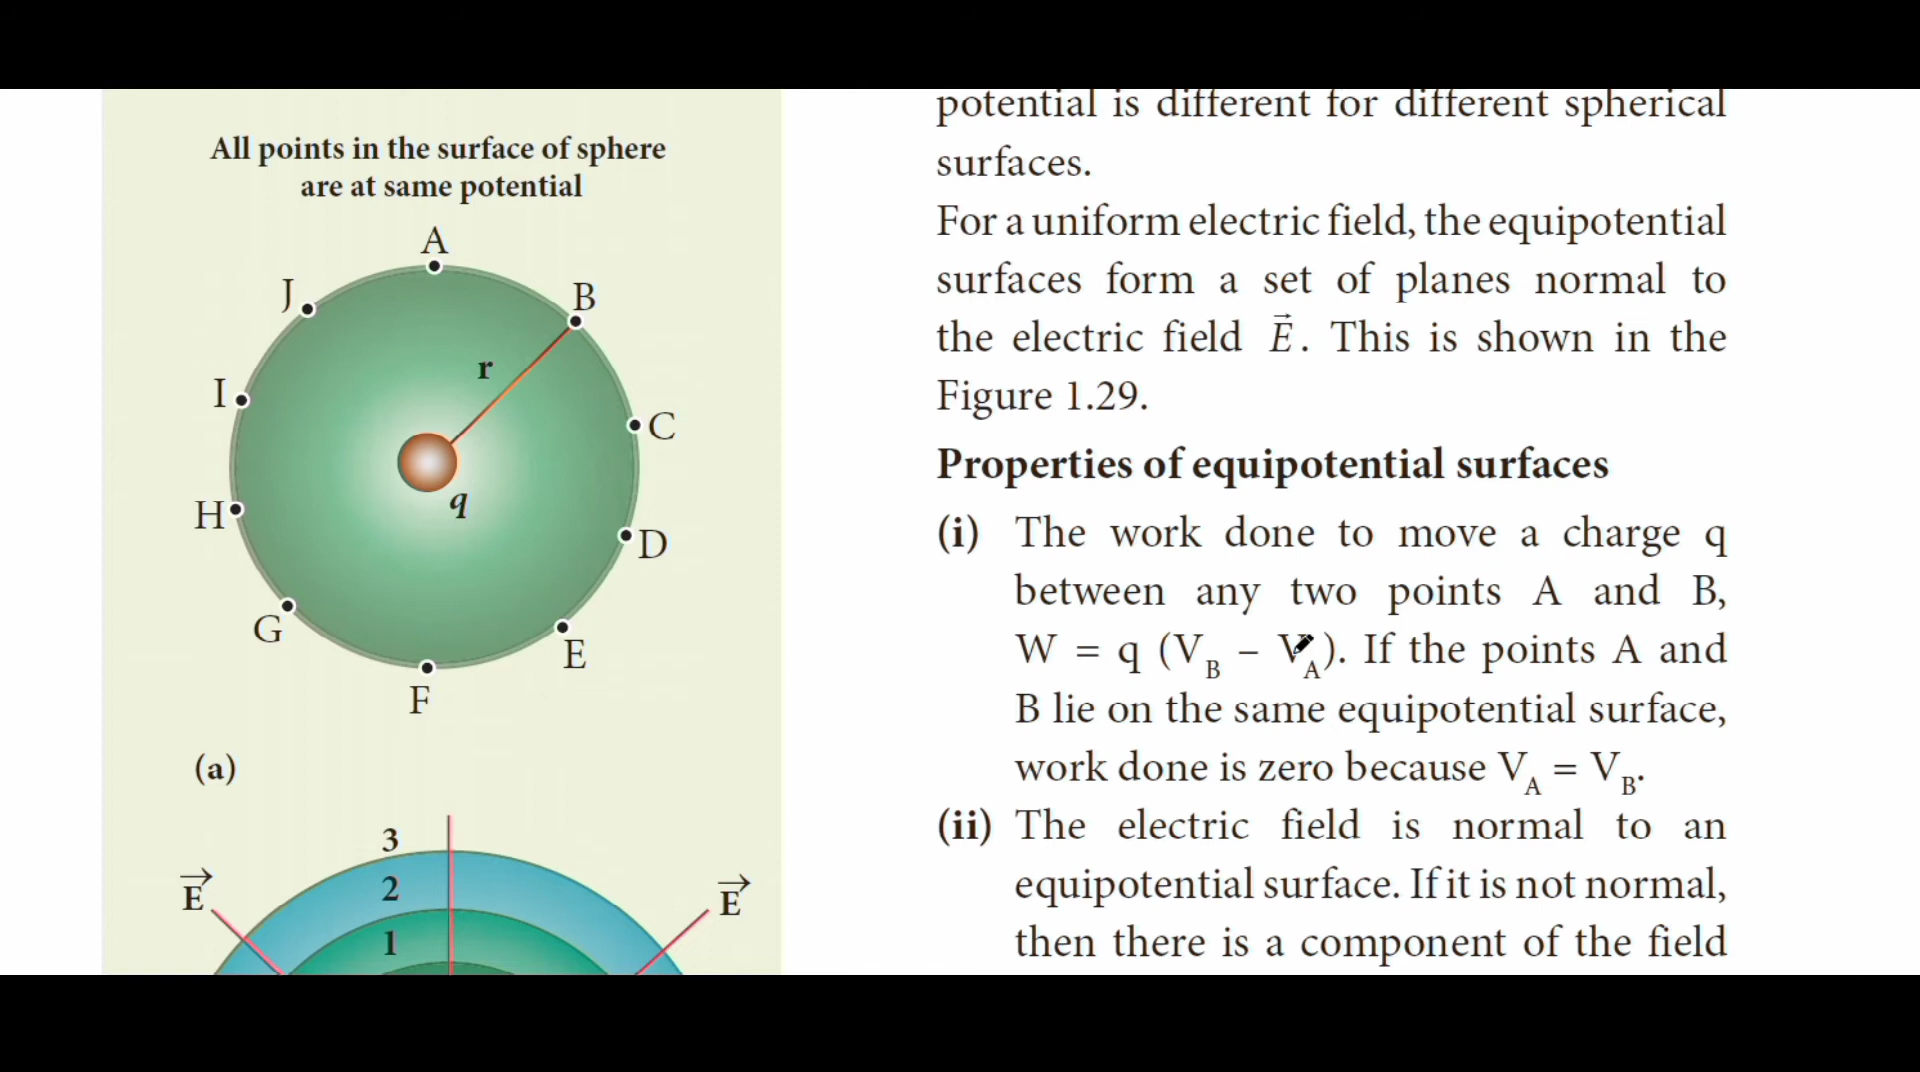 All points in the surface of sphere
are at same potential
A
J
B
r
I
C
q
H
D
G
E
F
(a)
3
E⃗
2
E⃗
1
potential is different for different spherical
surfaces.
For a uniform electric field, the equipotential
surfaces form a set of planes normal to
the electric field E⃗. This is shown in the
Figure 1.29.
Properties of equipotential surfaces
(i) The work done to move a charge q
between any two points A and B,
W = q (V_B – V_A). If the points A and
B lie on the same equipotential surface,
work done is zero because V_A = V_B.
(ii) The electric field is normal to an
equipotential surface. If it is not normal,
then there is a component of the field